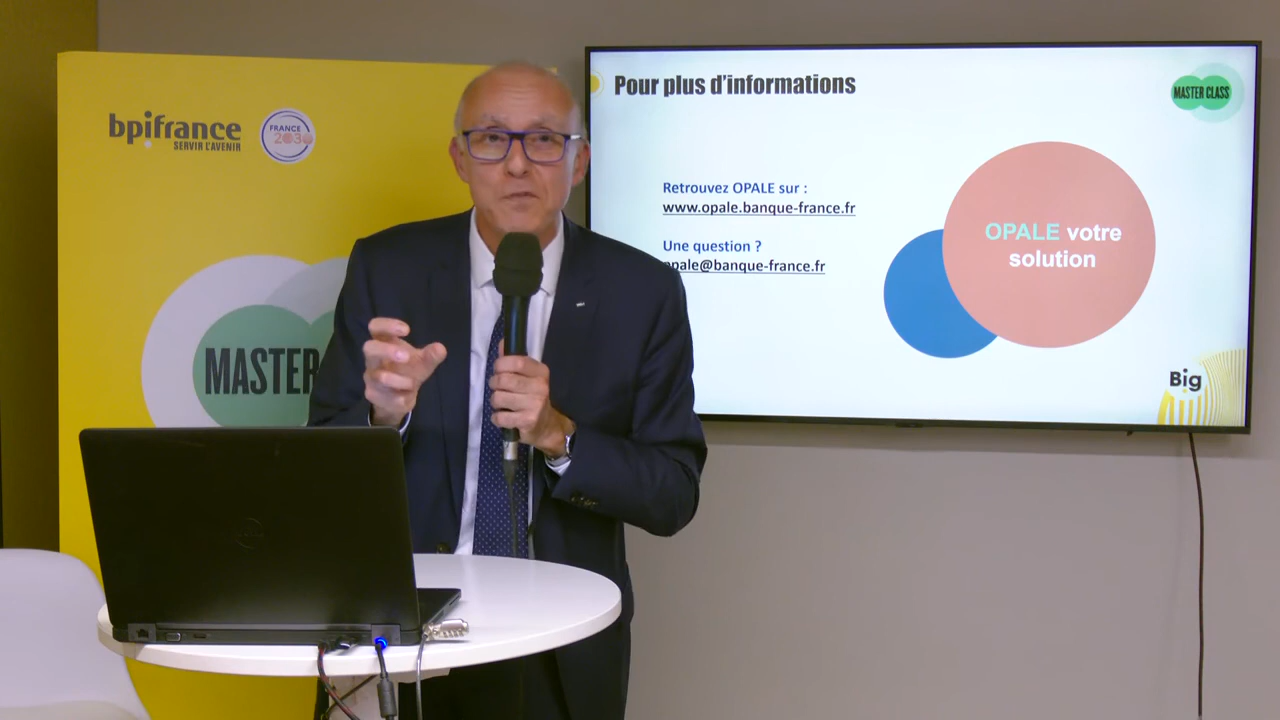 bpifrance
SERVIR L'AVENIR
FRANCE
2030
MASTER
Pour plus d'informations
MASTER CLASS
Retrouvez OPALE sur :
www.opale.banque-france.fr
Une question ?
opale@banque-france.fr
OPALE votre
solution
Big